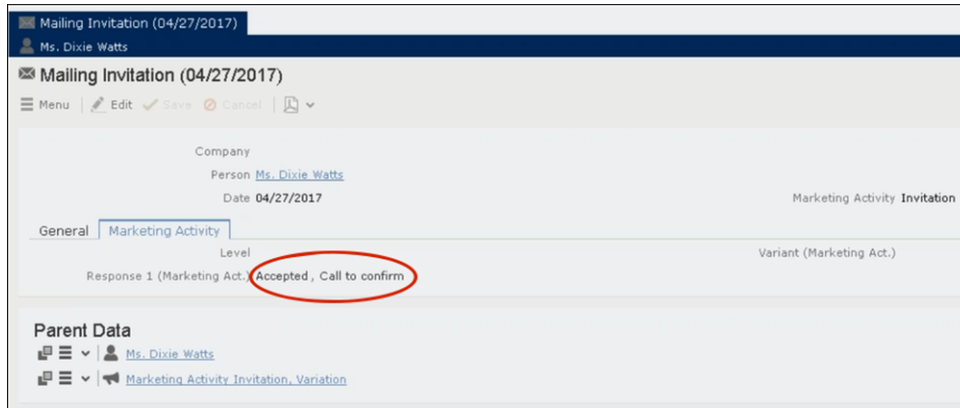 Mailing Invitation (04/27/2017)
Ms. Dixie Watts
Mailing Invitation (04/27/2017)
Menu Edit Save Cancel
Company
Person Ms. Dixie Watts
Date 04/27/2017 Marketing Activity Invitation
General Marketing Activity
Level Variant (Marketing Act.)
Response 1 (Marketing Act.) Accepted , Call to confirm
Parent Data
Ms. Dixie Watts
Marketing Activity Invitation, Variation